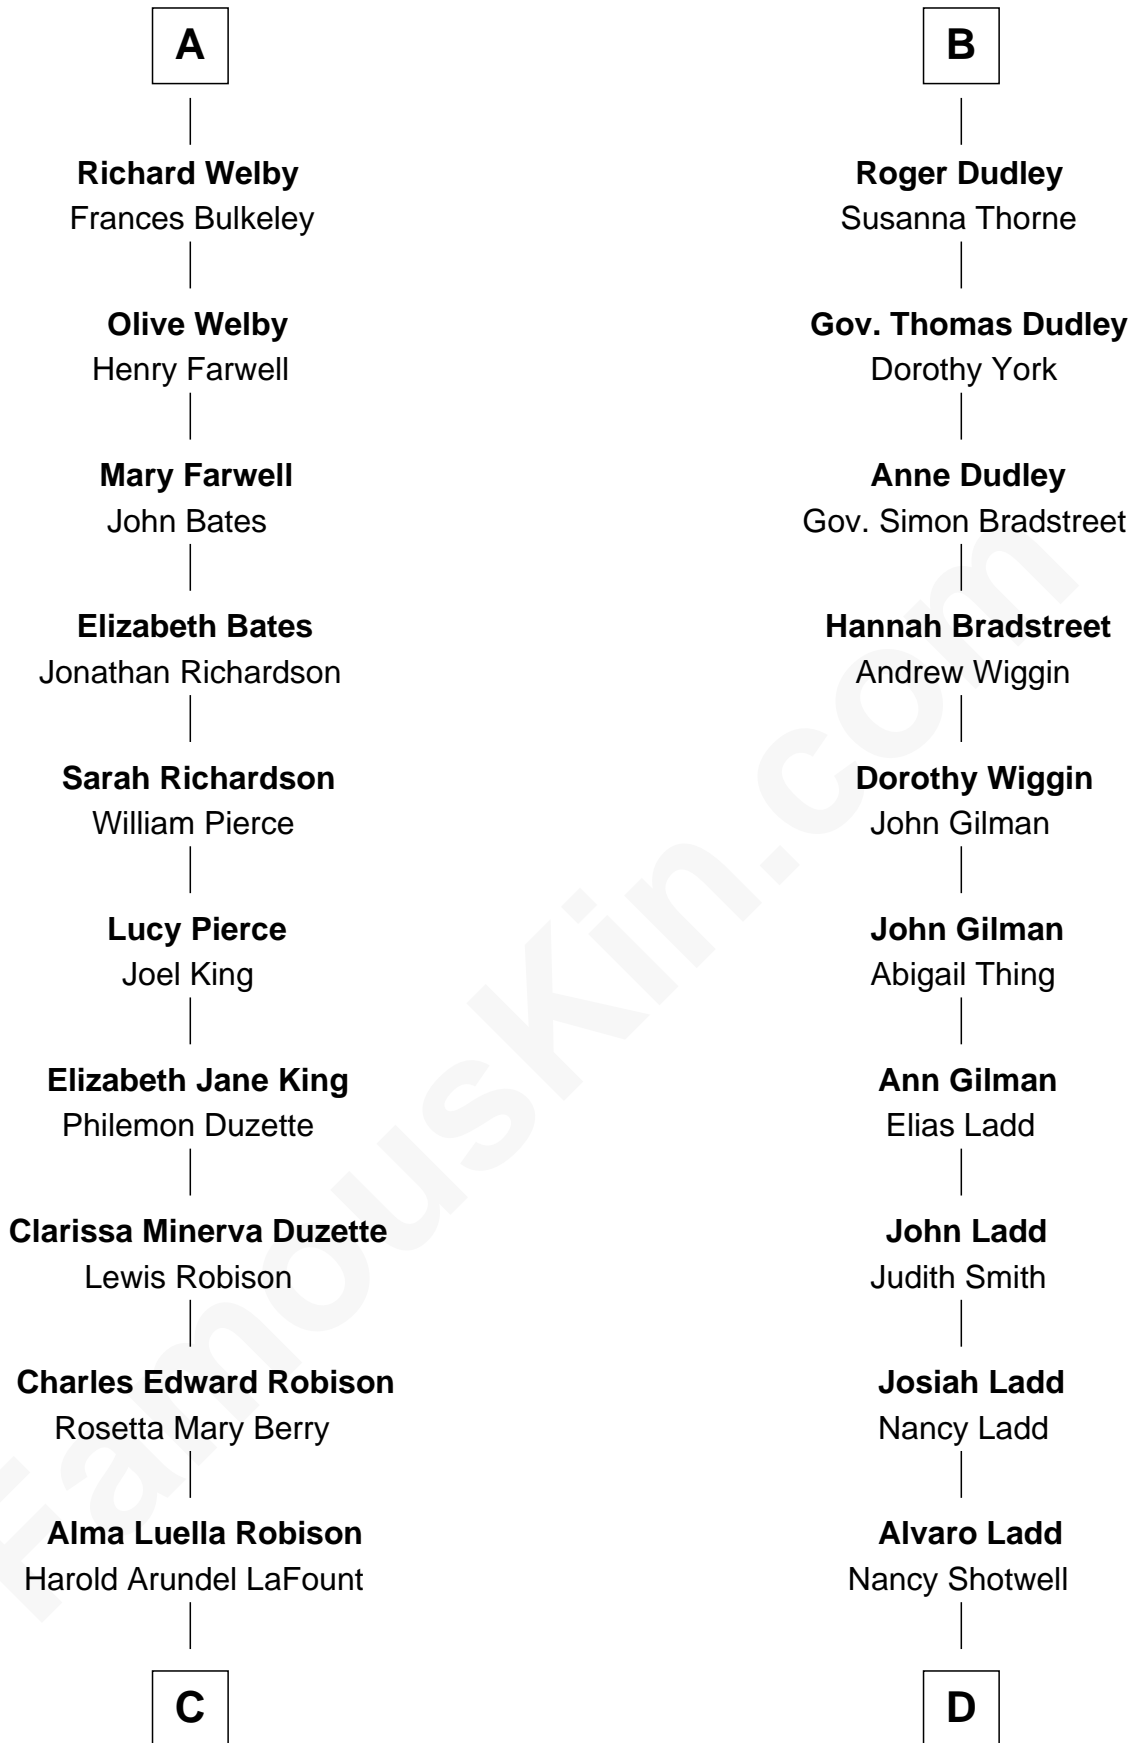 A
Richard Welby
Frances Bulkeley
Olive Welby
Henry Farwell
Mary Farwell
John Bates
Elizabeth Bates
Jonathan Richardson
Sarah Richardson
William Pierce
Lucy Pierce
Joel King
Elizabeth Jane King
Philemon Duzette
Clarissa Minerva Duzette
Lewis Robison
Charles Edward Robison
Rosetta Mary Berry
Alma Luella Robison
Harold Arundel LaFount
C
B
Roger Dudley
Susanna Thorne
Gov. Thomas Dudley
Dorothy York
Anne Dudley
Gov. Simon Bradstreet
Hannah Bradstreet
Andrew Wiggin
Dorothy Wiggin
John Gilman
John Gilman
Abigail Thing
Ann Gilman
Elias Ladd
John Ladd
Judith Smith
Josiah Ladd
Nancy Ladd
Alvaro Ladd
Nancy Shotwell
D
FamousKin.com